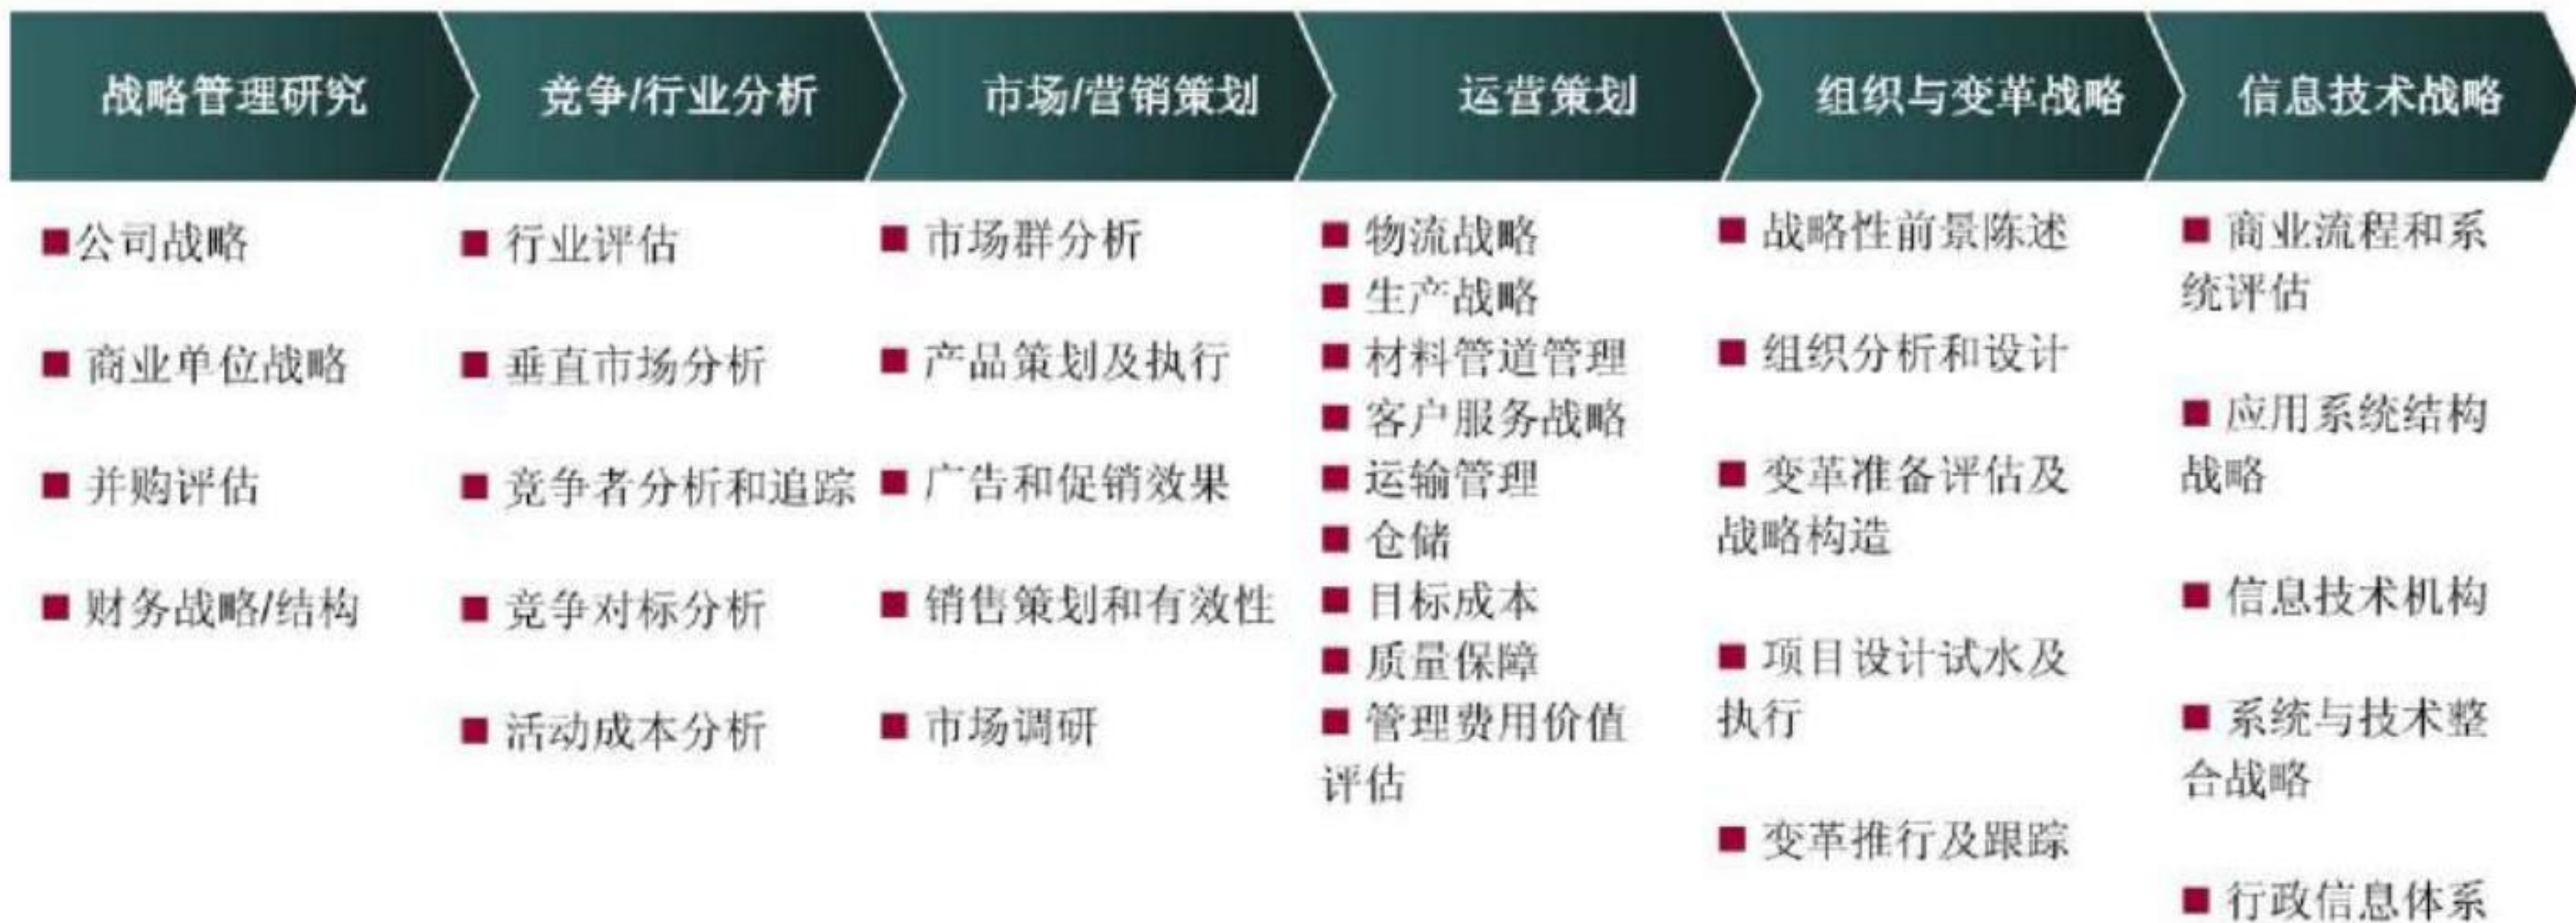 战略管理研究
竞争/行业分析
市场/营销策划
运营策划
组织与变革战略
信息技术战略
■公司战略
■ 商业单位战略
■ 并购评估
■ 财务战略/结构
■ 行业评估
■ 垂直市场分析
■ 竞争者分析和追踪
■ 竞争对标分析
■ 活动成本分析
■ 市场群分析
■ 产品策划及执行
■ 广告和促销效果
■ 销售策划和有效性
■ 市场调研
■ 物流战略
■ 生产战略
■ 材料管道管理
■ 客户服务战略
■ 运输管理
■ 仓储
■ 目标成本
■ 质量保障
■ 管理费用价值
评估
■ 战略性前景陈述
■ 组织分析和设计
■ 变革准备评估及
战略构造
■ 项目设计试水及
执行
■ 变革推行及跟踪
■ 商业流程和系
统评估
■ 应用系统结构
战略
■ 信息技术机构
■ 系统与技术整
合战略
■ 行政信息体系